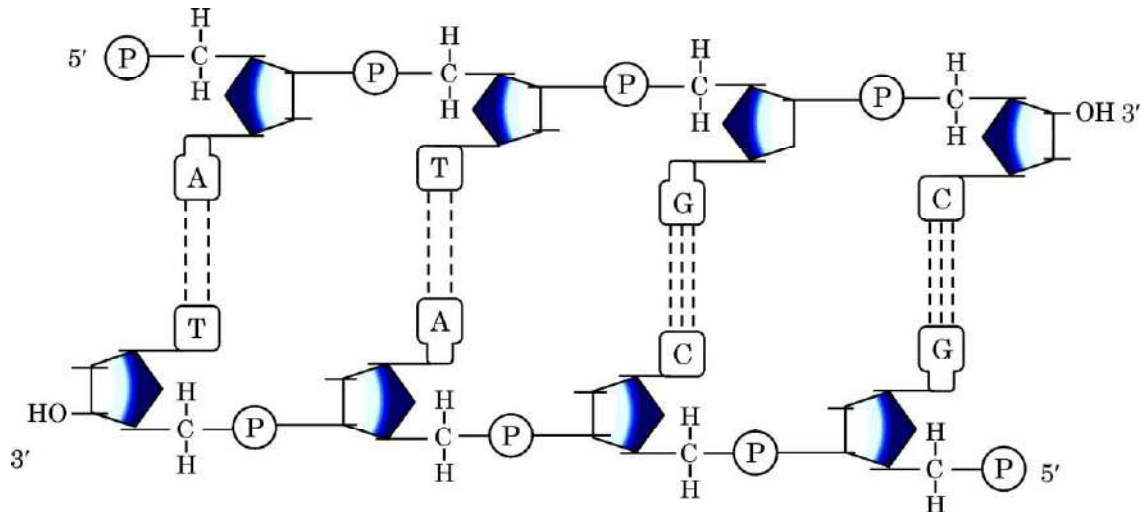 H H H H
5′ P C P C P C P C OH 3′
H H H H
A T G C
T A C G
HO H H H H
3′ C P C P C P C P 5′
H H H H